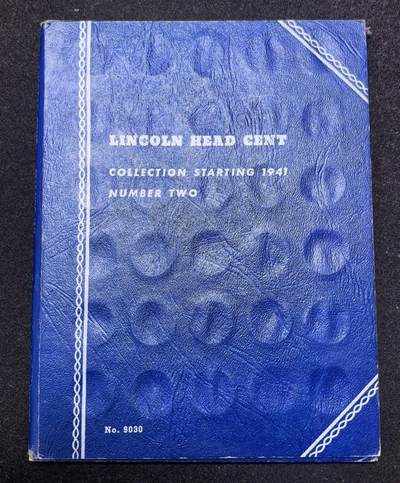 LINCOLN HEAD CENT
COLLECTION STARTING 1941
NUMBER TWO
No. 9030